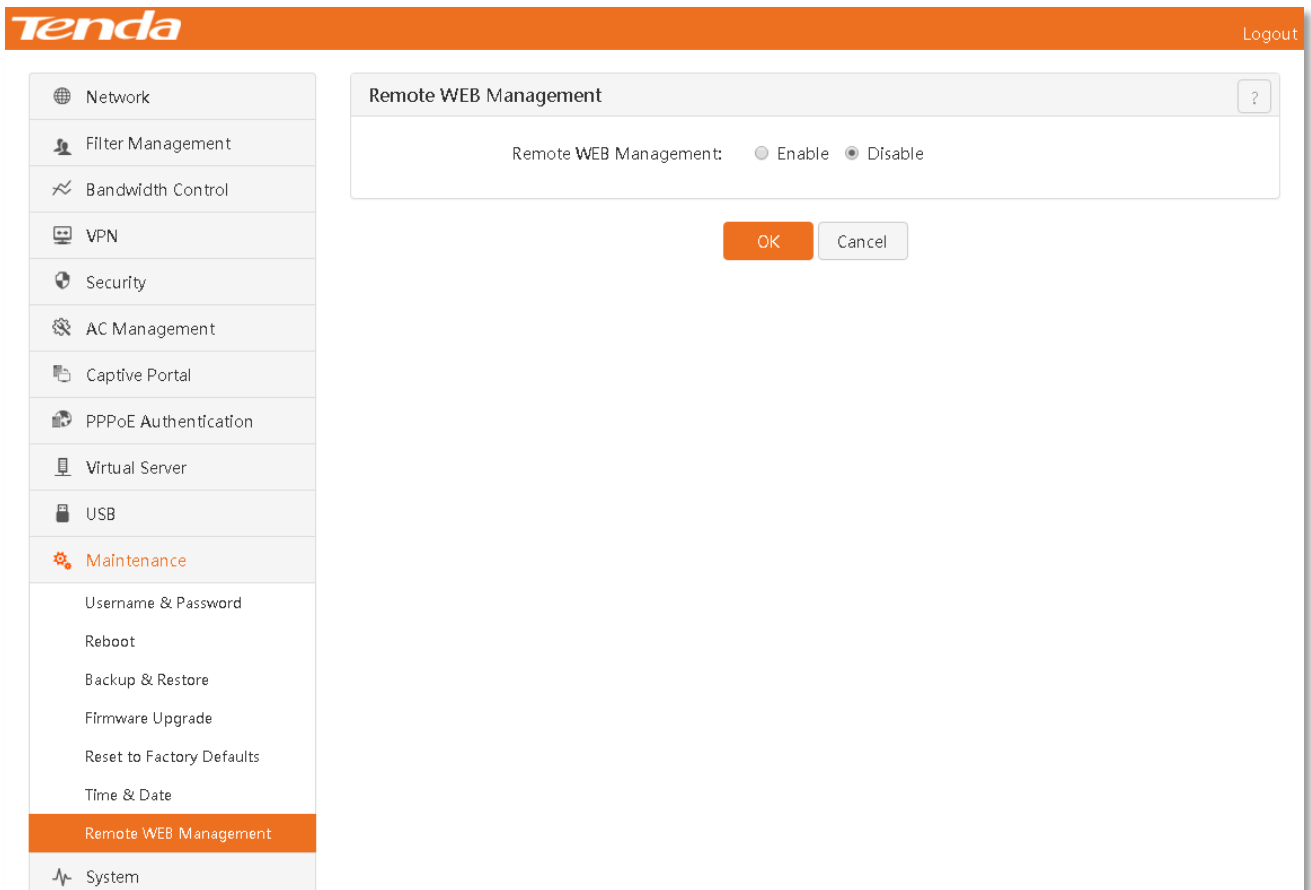 Tenda
Logout
Network
Filter Management
Bandwidth Control
VPN
Security
AC Management
Captive Portal
PPPoE Authentication
Virtual Server
USB
Maintenance
Username & Password
Reboot
Backup & Restore
Firmware Upgrade
Reset to Factory Defaults
Time & Date
Remote WEB Management
System
Remote WEB Management
?
Remote WEB Management: Enable Disable
OK Cancel